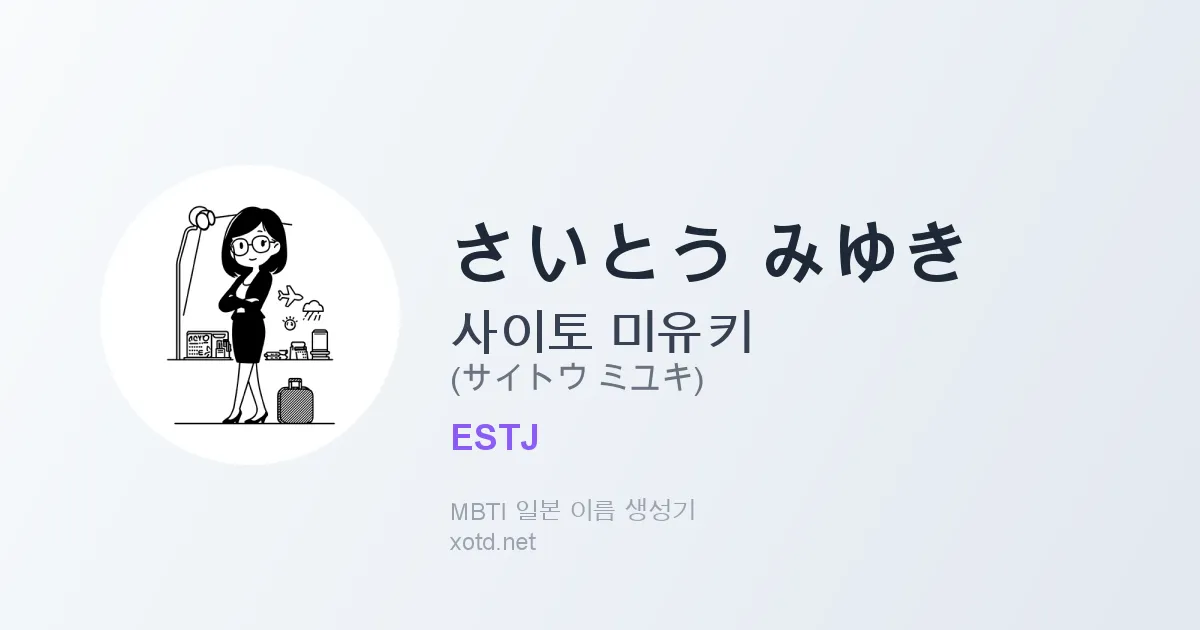 さいとう みゆき
사이토 미유키
(サイトウ ミユキ)
ESTJ
MBTI 일본 이름 생성기
xotd.net